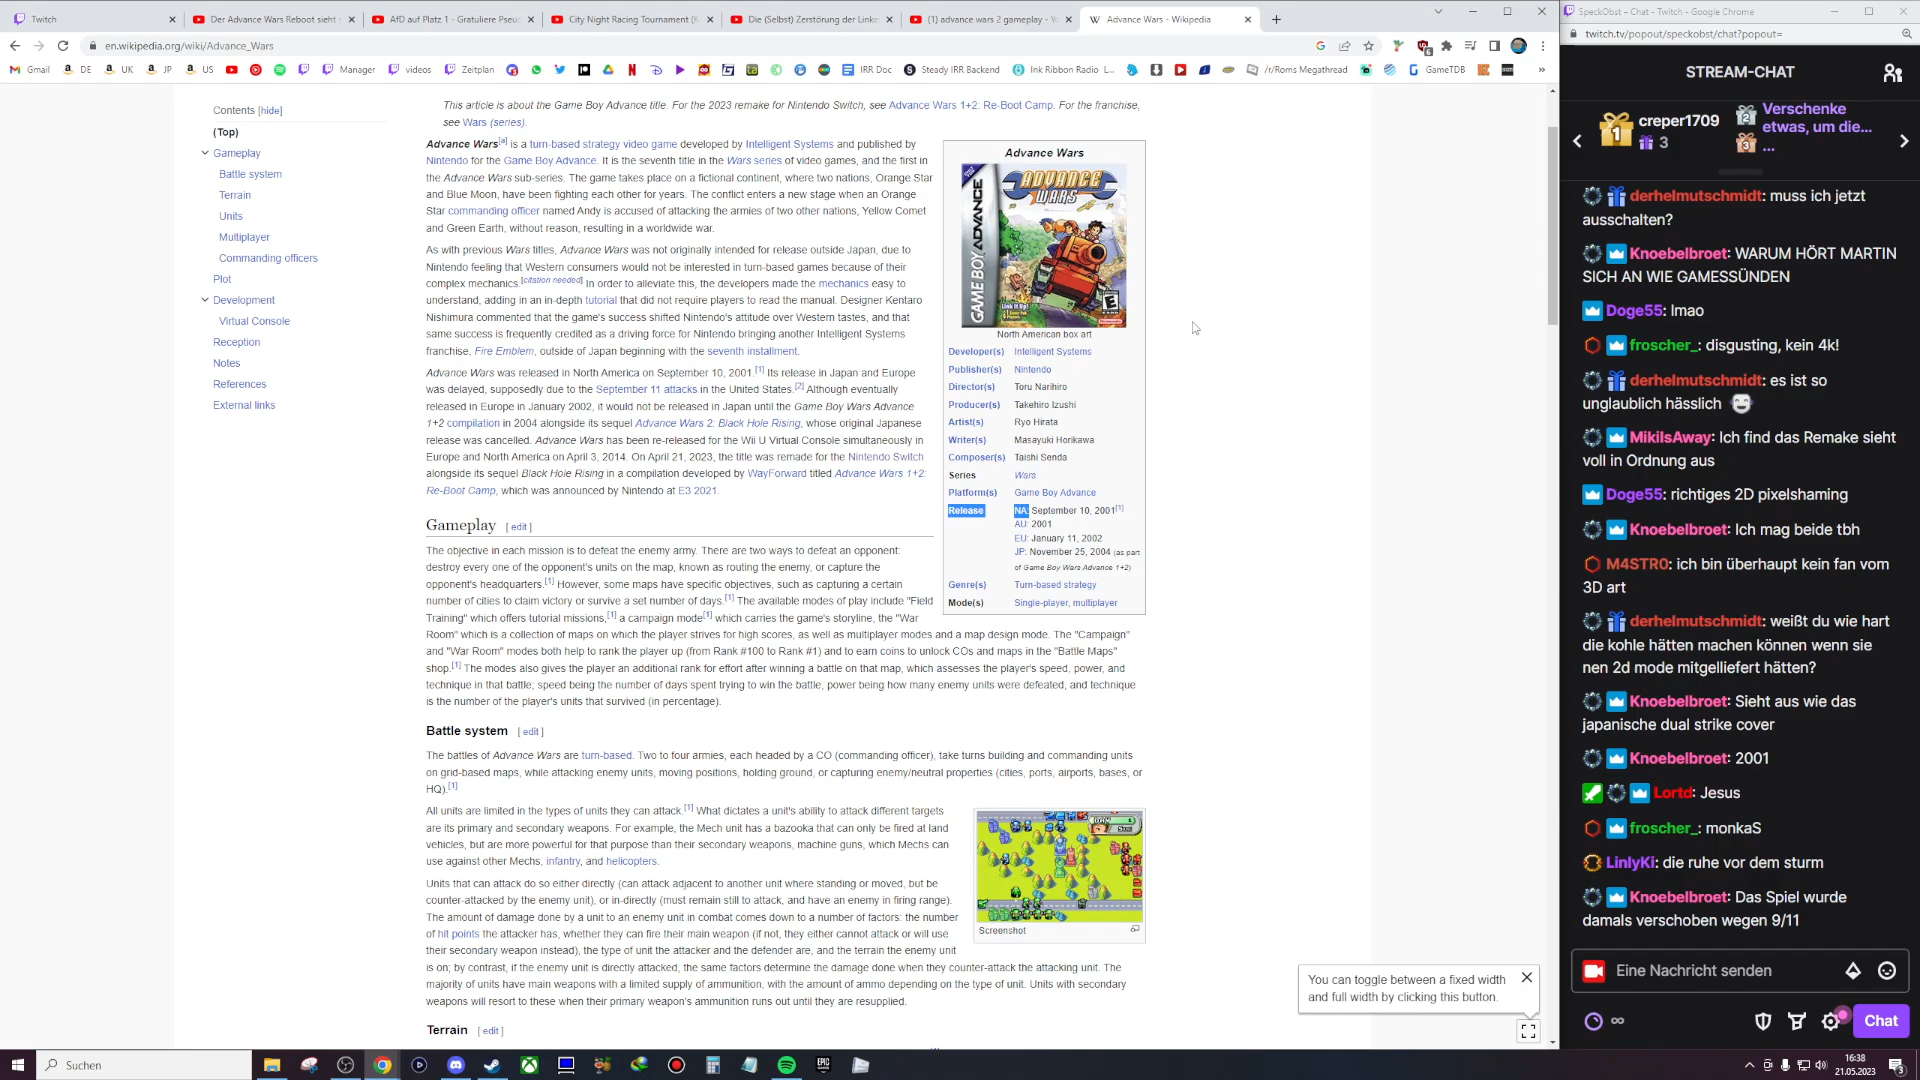 Twitch
Der Advance Wars Reboot sieht
AfD auf Platz 1 - Gratuliere Pseu
City Night Racing Tournament (K
Die (Selbst) Zerstörung der Linke
(1) advance wars 2 gameplay - Yo
Advance Wars - Wikipedia
en.wikipedia.org/wiki/Advance_Wars
Gmail
DE
UK
JP
US
Manager
videos
Zeitplan
IRR Doc
Steady IRR Backend
Ink Ribbon Radio L...
/r/Roms Megathread
GameTDB
Contents [hide]
(Top)
Gameplay
Battle system
Terrain
Units
Multiplayer
Commanding officers
Plot
Development
Virtual Console
Reception
Notes
References
External links
This article is about the Game Boy Advance title. For the 2023 remake for Nintendo Switch, see Advance Wars 1+2: Re-Boot Camp. For the franchise,
see Wars (series).
Advance Wars[a] is a turn-based strategy video game developed by Intelligent Systems and published by
Nintendo for the Game Boy Advance. It is the seventh title in the Wars series of video games, and the first in
the Advance Wars sub-series. The game takes place on a fictional continent, where two nations, Orange Star
and Blue Moon, have been fighting each other for years. The conflict enters a new stage when an Orange
Star commanding officer named Andy is accused of attacking the armies of two other nations, Yellow Comet
and Green Earth, without reason, resulting in a worldwide war.
As with previous Wars titles, Advance Wars was not originally intended for release outside Japan, due to
Nintendo feeling that Western consumers would not be interested in turn-based games because of their
complex mechanics.[citation needed] In order to alleviate this, the developers made the mechanics easy to
understand, adding in an in-depth tutorial that did not require players to read the manual. Designer Kentaro
Nishimura commented that the game's success shifted Nintendo's attitude over Western tastes, and that
same success is frequently credited as a driving force for Nintendo bringing another Intelligent Systems
franchise, Fire Emblem, outside of Japan beginning with the seventh installment.
Advance Wars was released in North America on September 10, 2001.[1] Its release in Japan and Europe
was delayed, supposedly due to the September 11 attacks in the United States.[2] Although eventually
released in Europe in January 2002, it would not be released in Japan until the Game Boy Wars Advance
1+2 compilation in 2004 alongside its sequel Advance Wars 2: Black Hole Rising, whose original Japanese
release was cancelled. Advance Wars has been re-released for the Wii U Virtual Console simultaneously in
Europe and North America on April 3, 2014. On April 21, 2023, the title was remade for the Nintendo Switch
alongside its sequel Black Hole Rising in a compilation developed by WayForward titled Advance Wars 1+2:
Re-Boot Camp, which was announced by Nintendo at E3 2021.
Advance Wars
GAME BOY ADVANCE
ADVANCE
WARS
E
North American box art
Developer(s) Intelligent Systems
Publisher(s) Nintendo
Director(s) Toru Narihiro
Producer(s) Takehiro Izushi
Artist(s) Ryo Hirata
Writer(s) Masayuki Horikawa
Composer(s) Taishi Senda
Series Wars
Platform(s) Game Boy Advance
Release NA: September 10, 2001[1]
AU: 2001
EU: January 11, 2002
JP: November 25, 2004 (as part
of Game Boy Wars Advance 1+2)
Genre(s) Turn-based strategy
Mode(s) Single-player, multiplayer
Gameplay [ edit ]
The objective in each mission is to defeat the enemy army. There are two ways to defeat an opponent:
destroy every one of the opponent's units on the map, known as routing the enemy, or capture the
opponent's headquarters.[1] However, some maps have specific objectives, such as capturing a certain
number of cities to claim victory or survive a set number of days.[1] The available modes of play include "Field
Training" which offers tutorial missions,[1] a campaign mode[1] which carries the game's storyline, the "War
Room" which is a collection of maps on which the player strives for high scores, as well as multiplayer modes and a map design mode. The "Campaign"
and "War Room" modes both help to rank the player up (from Rank #100 to Rank #1) and to earn coins to unlock COs and maps in the "Battle Maps"
shop.[1] The modes also gives the player an additional rank for effort after winning a battle on that map, which assesses the player's speed, power, and
technique in that battle; speed being the number of days spent trying to win the battle, power being how many enemy units were defeated, and technique
is the number of the player's units that survived (in percentage).
Battle system [ edit ]
The battles of Advance Wars are turn-based. Two to four armies, each headed by a CO (commanding officer), take turns building and commanding units
on grid-based maps, while attacking enemy units, moving positions, holding ground, or capturing enemy/neutral properties (cities, ports, airports, bases, or
HQ).[1]
All units are limited in the types of units they can attack.[1] What dictates a unit's ability to attack different targets
are its primary and secondary weapons. For example, the Mech unit has a bazooka that can only be fired at land
vehicles, but are more powerful for that purpose than their secondary weapons, machine guns, which Mechs can
use against other Mechs, infantry, and helicopters.
Units that can attack do so either directly (can attack adjacent to another unit where standing or moved, but be
counter-attacked by the enemy unit), or in-directly (must remain still to attack, and have an enemy in firing range).
The amount of damage done by a unit to an enemy unit in combat comes down to a number of factors: the number
of hit points the attacker has, whether they can fire their main weapon (if not, they either cannot attack or will use
their secondary weapon instead), the type of unit the attacker and the defender are, and the terrain the enemy unit
is on; by contrast, if the enemy unit is directly attacked, the same factors determine the damage done when they counter-attack the attacking unit. The
majority of units have main weapons with a limited supply of ammunition, with the amount of ammo depending on the type of unit. Units with secondary
weapons will resort to these when their primary weapon's ammunition runs out until they are resupplied.
Screenshot
Terrain [ edit ]
You can toggle between a fixed width
and full width by clicking this button.
SpeckObst – Chat - Twitch - Google Chrome
twitch.tv/popout/speckobst/chat?popout=
STREAM-CHAT
1
creper1709
3
2
3
Verschenke
etwas, um die...
...
derhelmutschmidt: muss ich jetzt
ausschalten?
Knoebelbroet: WARUM HÖRT MARTIN
SICH AN WIE GAMESSÜNDEN
Doge55: lmao
froscher_: disgusting, kein 4k!
derhelmutschmidt: es ist so
unglaublich hässlich
MikiIsAway: Ich find das Remake sieht
voll in Ordnung aus
Doge55: richtiges 2D pixelshaming
Knoebelbroet: Ich mag beide tbh
M4STR0: ich bin überhaupt kein fan vom
3D art
derhelmutschmidt: weißt du wie hart
die kohle hätten machen können wenn sie
nen 2d mode mitgelliefert hätten?
Knoebelbroet: Sieht aus wie das
japanische dual strike cover
Knoebelbroet: 2001
Lortd: Jesus
froscher_: monkaS
LinlyKi: die ruhe vor dem sturm
Knoebelbroet: Das Spiel wurde
damals verschoben wegen 9/11
Eine Nachricht senden
∞
Chat
Suchen
EPIC
16:38
21.05.2023
3